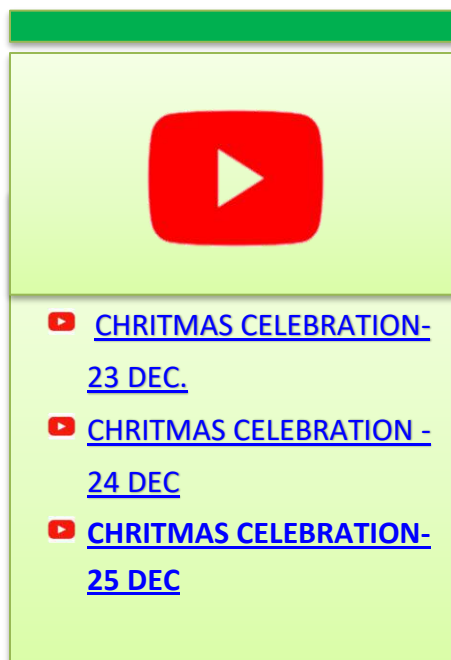 CHRITMAS CELEBRATION-
23 DEC.
CHRITMAS CELEBRATION -
24 DEC
CHRITMAS CELEBRATION-
25 DEC